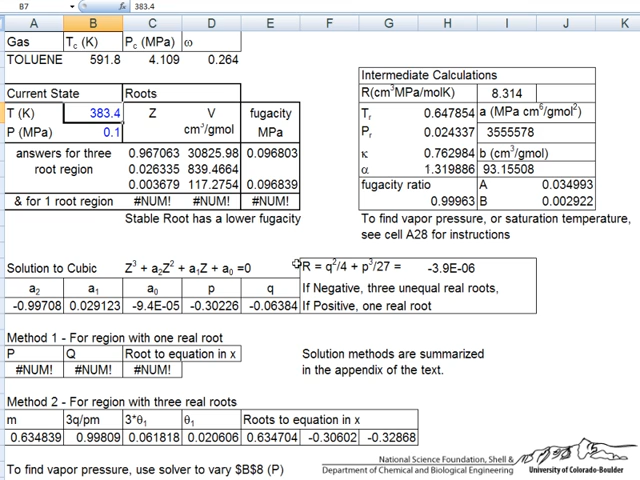 B7 fx 383.4
A B C D E F G H I J K
Gas Tc (K) Pc (MPa) ω
TOLUENE 591.8 4.109 0.264
Intermediate Calculations
Current State Roots R(cm³MPa/molK) 8.314
T (K) 383.4 Z V fugacity Tr 0.647854 a (MPa cm⁶/gmol²)
P (MPa) 0.1 cm³/gmol MPa Pr 0.024337 3555578
answers for three 0.967063 30825.98 0.096803 κ 0.762984 b (cm³/gmol)
root region 0.026335 839.4664 α 1.319886 93.15508
0.003679 117.2754 0.096839 fugacity ratio A 0.034993
& for 1 root region #NUM! #NUM! #NUM! 0.99963 B 0.002922
Stable Root has a lower fugacity To find vapor pressure, or saturation temperature,
see cell A28 for instructions
Solution to Cubic Z³ + a₂Z² + a₁Z + a₀ =0 R = q²/4 + p³/27 = -3.9E-06
a₂ a₁ a₀ p q If Negative, three unequal real roots,
-0.99708 0.029123 -9.4E-05 -0.30226 -0.06384 If Positive, one real root
Method 1 - For region with one real root
P Q Root to equation in x Solution methods are summarized
#NUM! #NUM! #NUM! in the appendix of the text.
Method 2 - For region with three real roots
m 3q/pm 3*θ₁ θ₁ Roots to equation in x
0.634839 0.99809 0.061818 0.020606 0.634704 -0.30602 -0.32868
National Science Foundation, Shell &
To find vapor pressure, use solver to vary $B$8 (P) Department of Chemical and Biological Engineering University of Colorado-Boulder